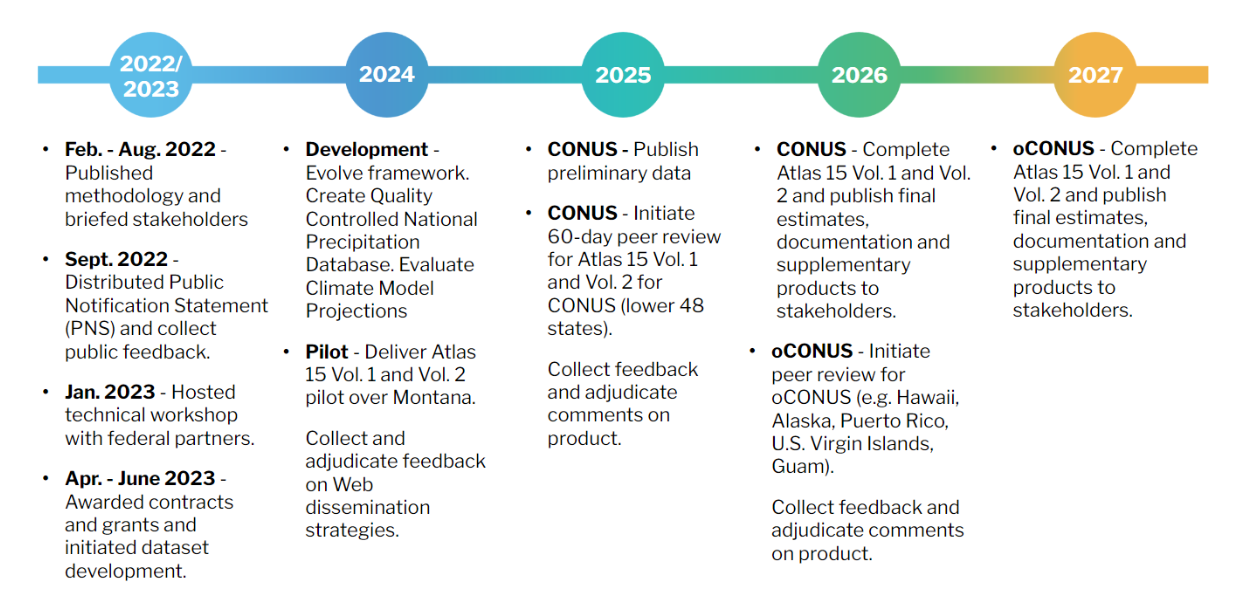 2022/
2023
2024
2025
2026
2027
• Feb. - Aug. 2022 -
Published
methodology and
briefed stakeholders
• Sept. 2022 -
Distributed Public
Notification Statement
(PNS) and collect
public feedback.
• Jan. 2023 - Hosted
technical workshop
with federal partners.
• Apr. - June 2023 -
Awarded contracts
and grants and
initiated dataset
development.
• Development -
Evolve framework.
Create Quality
Controlled National
Precipitation
Database. Evaluate
Climate Model
Projections
• Pilot - Deliver Atlas
15 Vol. 1 and Vol. 2
pilot over Montana.
Collect and
adjudicate feedback
on Web
dissemination
strategies.
• CONUS - Publish
preliminary data
• CONUS - Initiate
60-day peer review
for Atlas 15 Vol. 1
and Vol. 2 for
CONUS (lower 48
states).
Collect feedback
and adjudicate
comments on
product.
• CONUS - Complete
Atlas 15 Vol. 1 and Vol.
2 and publish final
estimates,
documentation and
supplementary
products to
stakeholders.
• oCONUS - Initiate
peer review for
oCONUS (e.g. Hawaii,
Alaska, Puerto Rico,
U.S. Virgin Islands,
Guam).
Collect feedback and
adjudicate comments
on product.
• oCONUS - Complete
Atlas 15 Vol. 1 and
Vol. 2 and publish
final estimates,
documentation and
supplementary
products to
stakeholders.